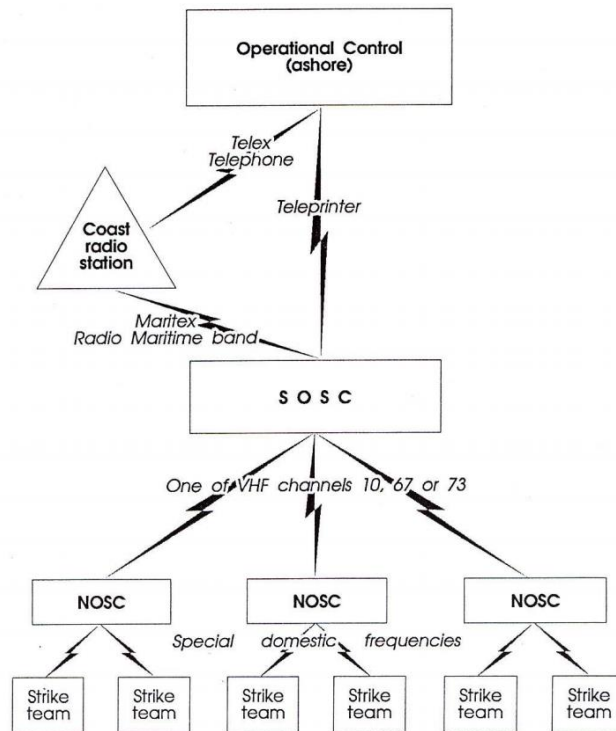 Operational Control
(ashore)
Telex
Telephone
Teleprinter
Coast
radio
station
Maritex
Radio Maritime band
S O S C
One of VHF channels 10, 67 or 73
NOSC
NOSC
NOSC
Special domestic frequencies
Strike
team
Strike
team
Strike
team
Strike
team
Strike
team
Strike
team